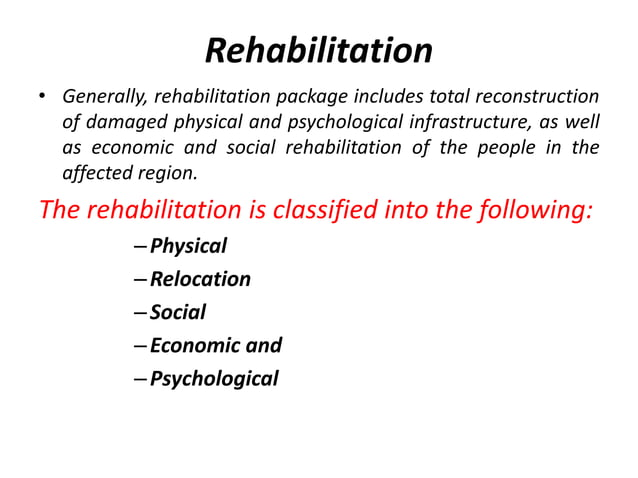 Rehabilitation
• Generally, rehabilitation package includes total reconstruction
of damaged physical and psychological infrastructure, as well
as economic and social rehabilitation of the people in the
affected region.
The rehabilitation is classified into the following:
–Physical
–Relocation
–Social
–Economic and
–Psychological